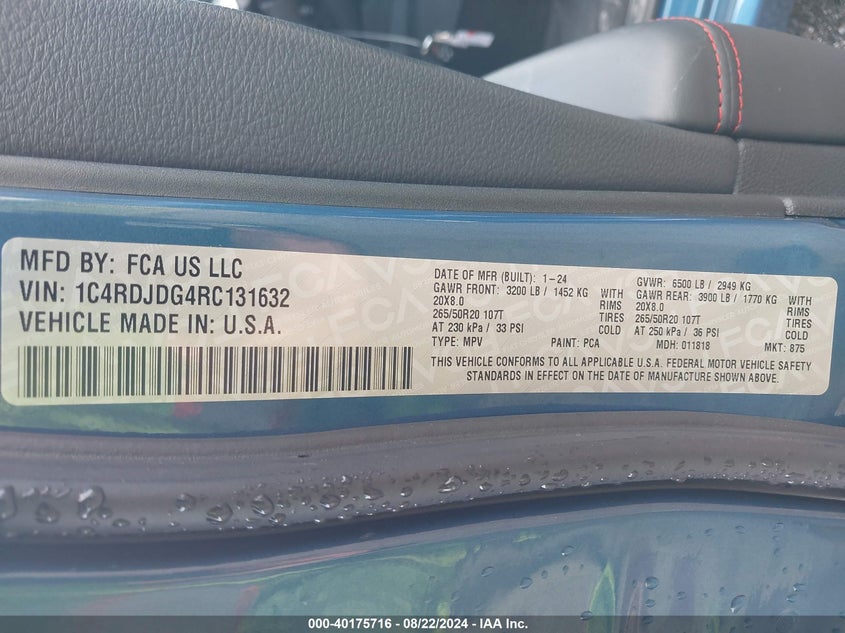 MFD BY: FCA US LLC
VIN: 1C4RDJDG4RC131632
VEHICLE MADE IN: U.S.A.
DATE OF MFR (BUILT): 1-24
GAWR FRONT: 3200 LB / 1452 KG WITH
20X8.0 RIMS
265/50R20 107T TIRES
AT 230 kPa / 33 PSI COLD
TYPE: MPV PAINT: PCA
GVWR: 6500 LB / 2949 KG
GAWR REAR: 3900 LB / 1770 KG WITH
20X8.0 RIMS
265/50R20 107T TIRES
AT 250 kPa / 36 PSI COLD
MDH: 011818 MKT: 875
THIS VEHICLE CONFORMS TO ALL APPLICABLE U.S.A. FEDERAL MOTOR VEHICLE SAFETY
STANDARDS IN EFFECT ON THE DATE OF MANUFACTURE SHOWN ABOVE.
000-40175716 - 08/22/2024 - IAA Inc.